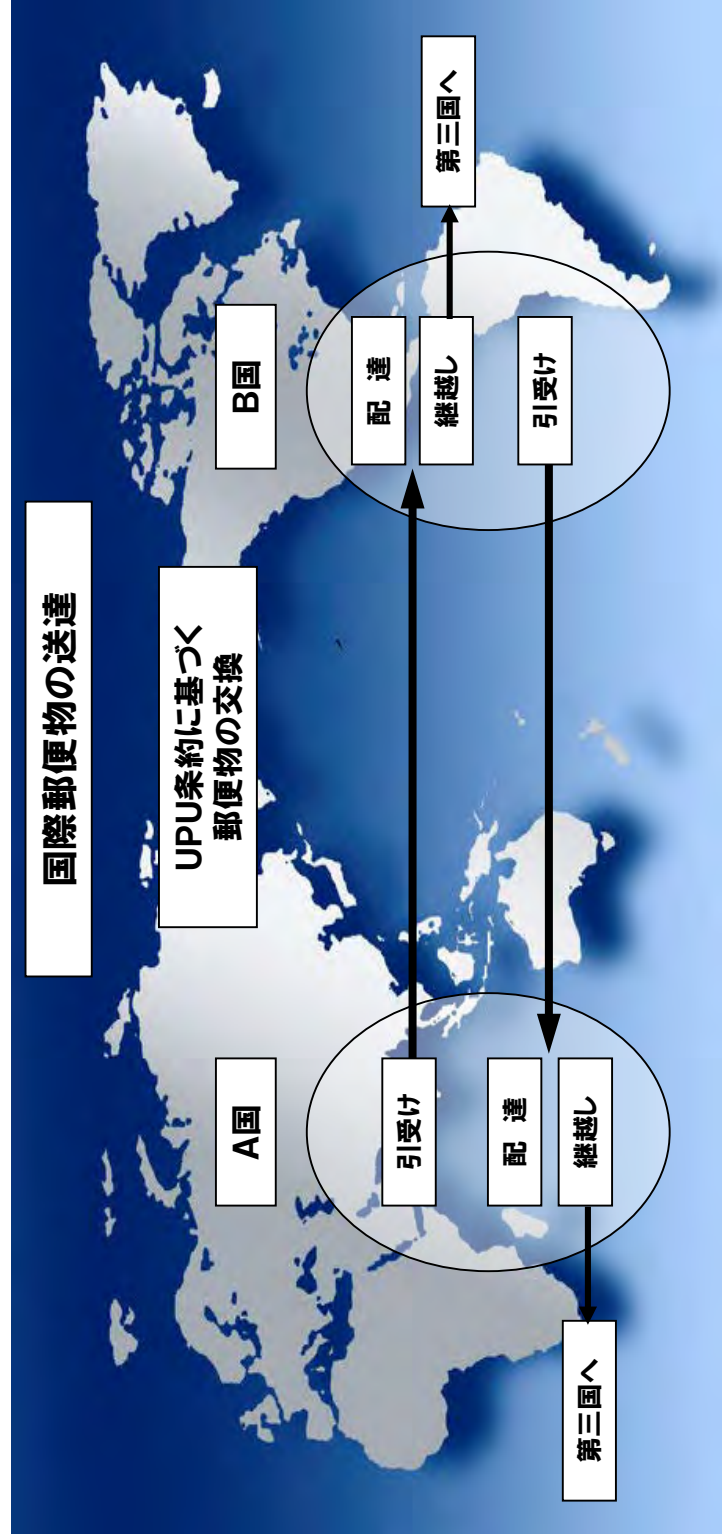 国際郵便物の送達
UPU条約に基づく
郵便物の交換
A国
B国
引受け
配 達
継越し
第三国へ
配 達
継越し
第三国へ
引受け